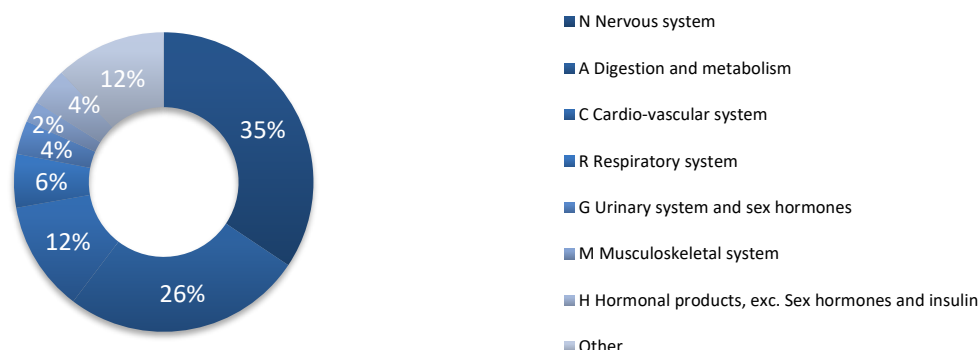 N Nervous system
A Digestion and metabolism
C Cardio-vascular system
R Respiratory system
G Urinary system and sex hormones
M Musculoskeletal system
H Hormonal products, exc. Sex hormones and insulin
Other
12%
4%
2%
4%
6%
12%
26%
35%